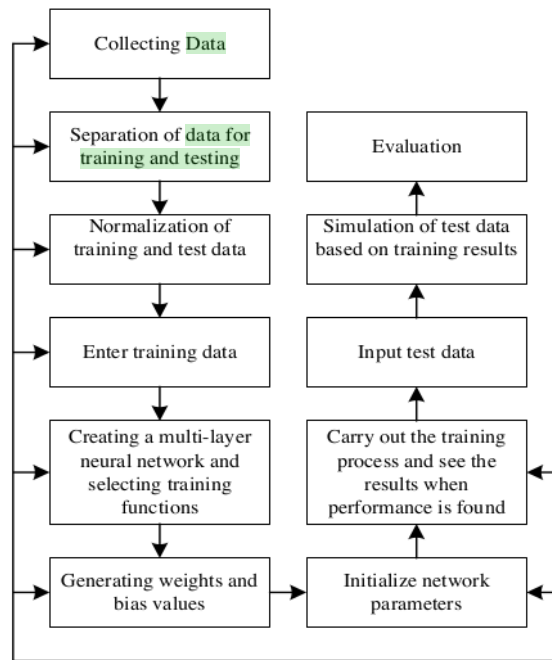 Collecting Data
Separation of data for
training and testing
Normalization of
training and test data
Enter training data
Creating a multi-layer
neural network and
selecting training
functions
Generating weights and
bias values
Initialize network
parameters
Carry out the training
process and see the
results when
performance is found
Input test data
Simulation of test data
based on training results
Evaluation